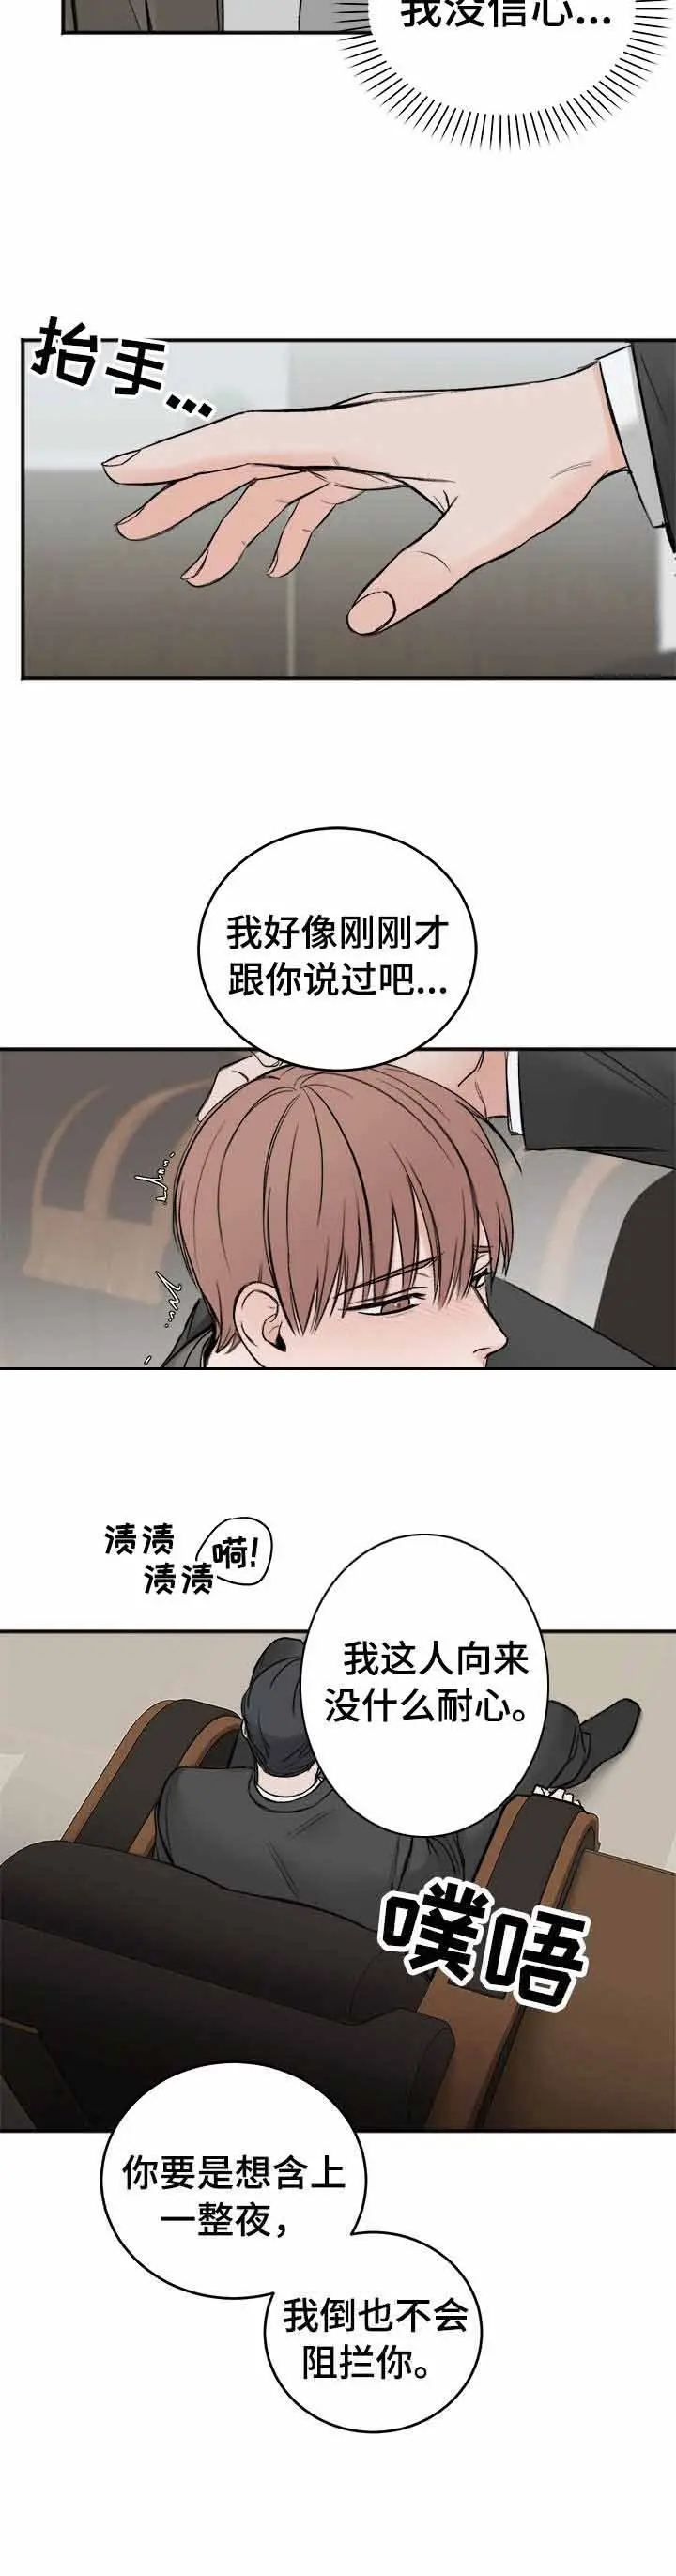 我没信心...
抬手...
我好像刚刚才
跟你说过吧...
渍渍
渍渍
嗬!
我这人向来
没什么耐心。
噗唔
你要是想含上
一整夜，
我倒也不会
阻拦你。